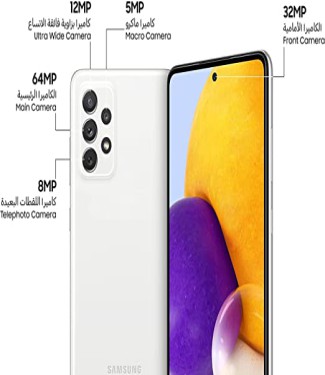 12MP
كاميرا بزاوية فائقة الاتساع
Ultra Wide Camera
5MP
كاميرا ماكرو
Macro Camera
32MP
الكاميرا الأمامية
Front Camera
64MP
الكاميرا الرئيسية
Main Camera
8MP
كاميرا اللقطات البعيدة
Telephoto Camera
SAMSUNG